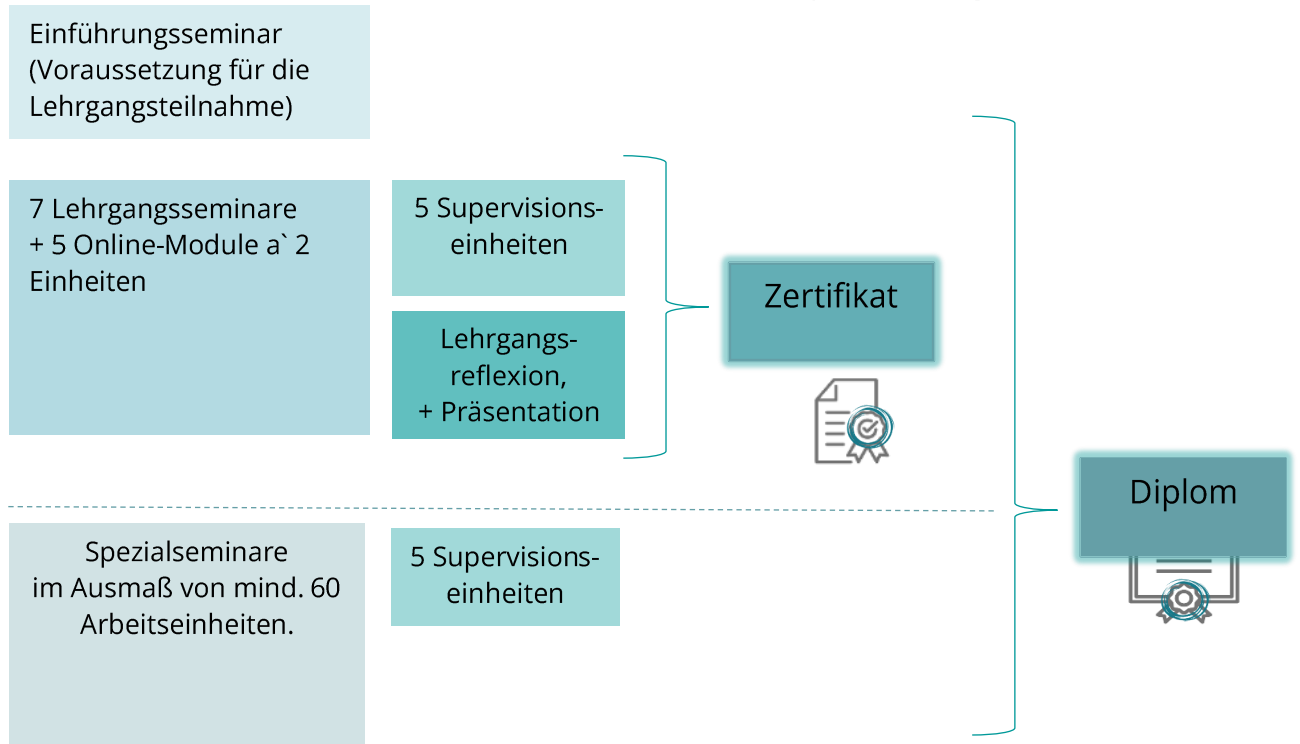 Einführungsseminar
(Voraussetzung für die
Lehrgangsteilnahme)
7 Lehrgangsseminare
+ 5 Online-Module a` 2
Einheiten
5 Supervisions-
einheiten
Lehrgangs-
reflexion,
+ Präsentation
Zertifikat
Diplom
Spezialseminare
im Ausmaß von mind. 60
Arbeitseinheiten.
5 Supervisions-
einheiten